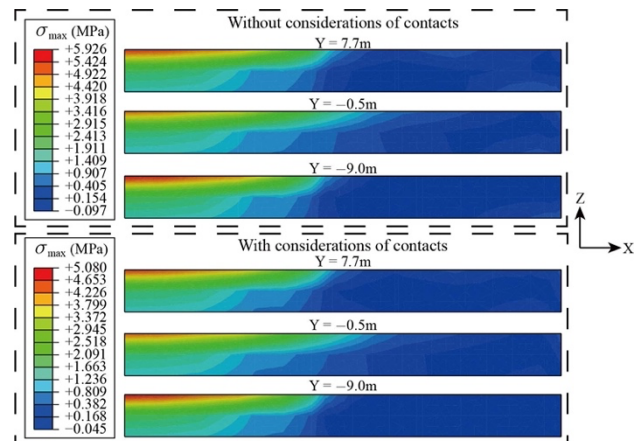 Without considerations of contacts
σmax (MPa)
+5.926
+5.424
+4.922
+4.420
+3.918
+3.416
+2.915
+2.413
+1.911
+1.409
+0.907
+0.405
+0.154
−0.097
Y = 7.7m
Y = −0.5m
Y = −9.0m
Z
X
With considerations of contacts
σmax (MPa)
+5.080
+4.653
+4.226
+3.799
+3.372
+2.945
+2.518
+2.091
+1.663
+1.236
+0.809
+0.382
+0.168
−0.045
Y = 7.7m
Y = −0.5m
Y = −9.0m